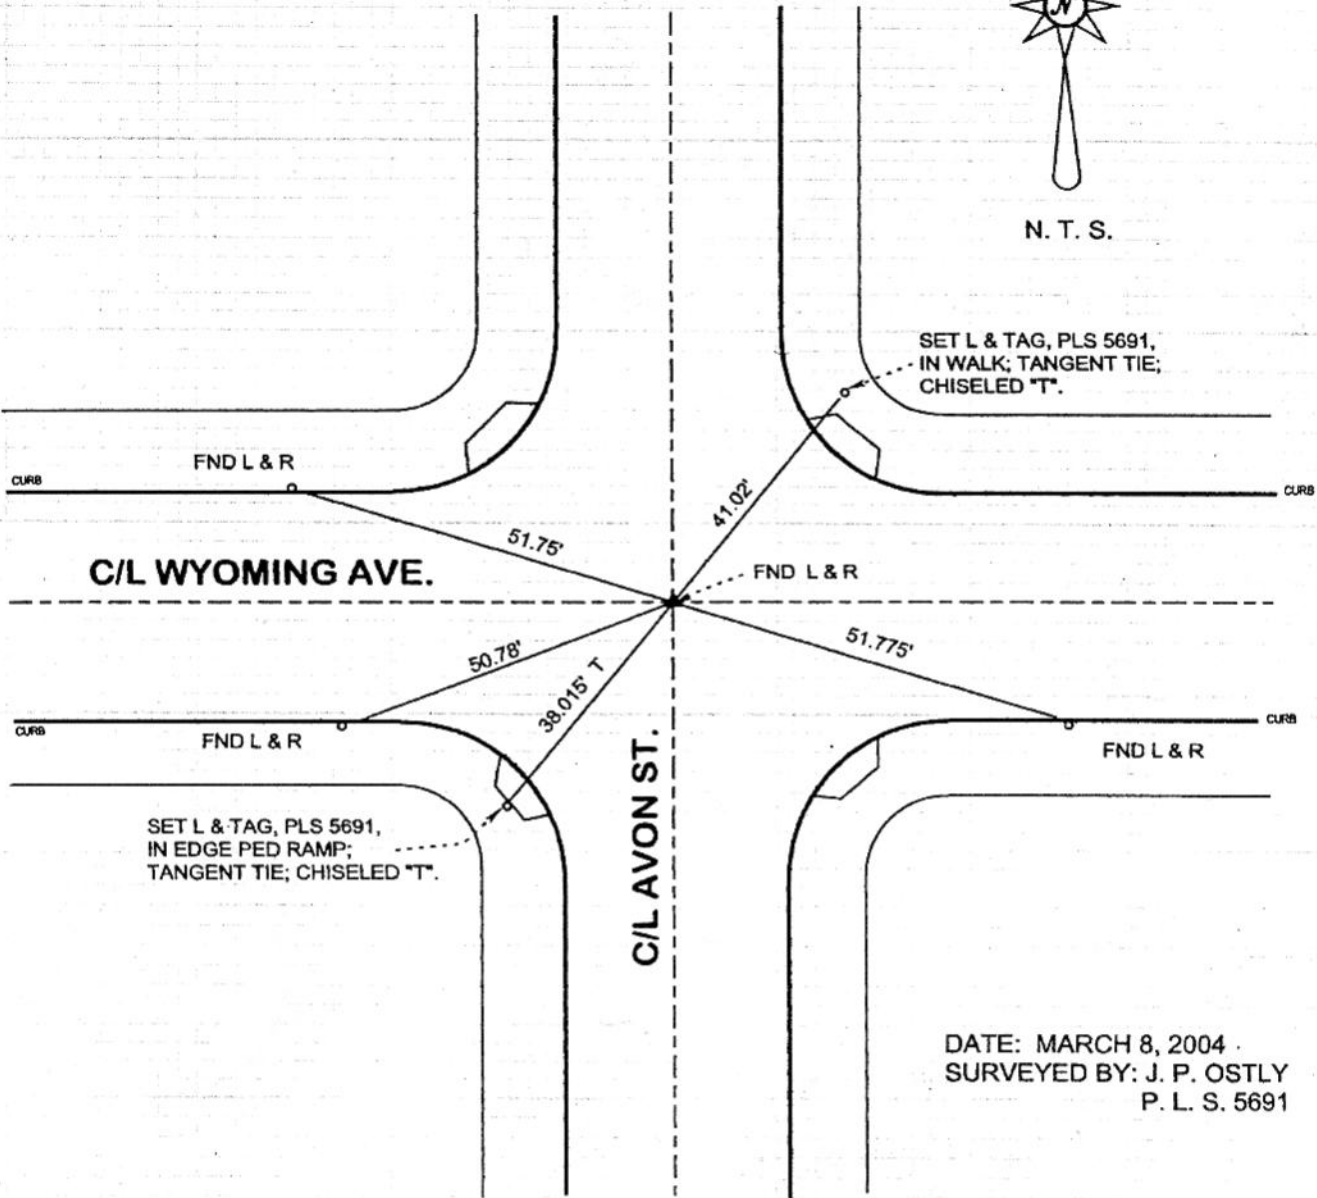 N
N. T. S.
SET L & TAG, PLS 5691,
IN WALK; TANGENT TIE;
CHISELED "T".
FND L & R
CURB
CURB
41.02'
51.75'
C/L WYOMING AVE.
FND L & R
50.78'
51.775'
38.015' T
CURB
FND L & R
CURB
FND L & R
C/L AVON ST.
SET L & TAG, PLS 5691,
IN EDGE PED RAMP;
TANGENT TIE; CHISELED "T".
DATE: MARCH 8, 2004
SURVEYED BY: J. P. OSTLY
P. L. S. 5691